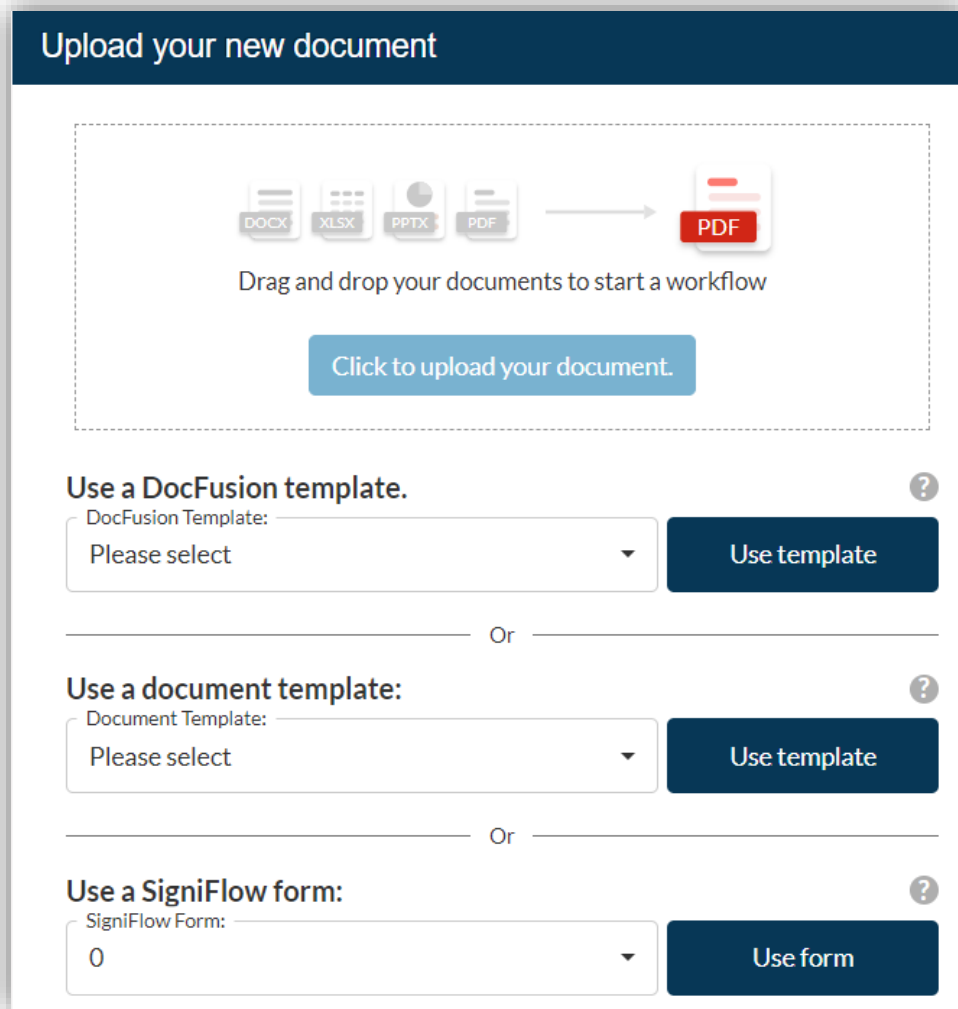 Upload your new document
DOCX XLSX PPTX PDF PDF
Drag and drop your documents to start a workflow
Click to upload your document.
Use a DocFusion template.
?
DocFusion Template:
Please select
Use template
Or
Use a document template:
?
Document Template:
Please select
Use template
Or
Use a SigniFlow form:
?
SigniFlow Form:
0
Use form